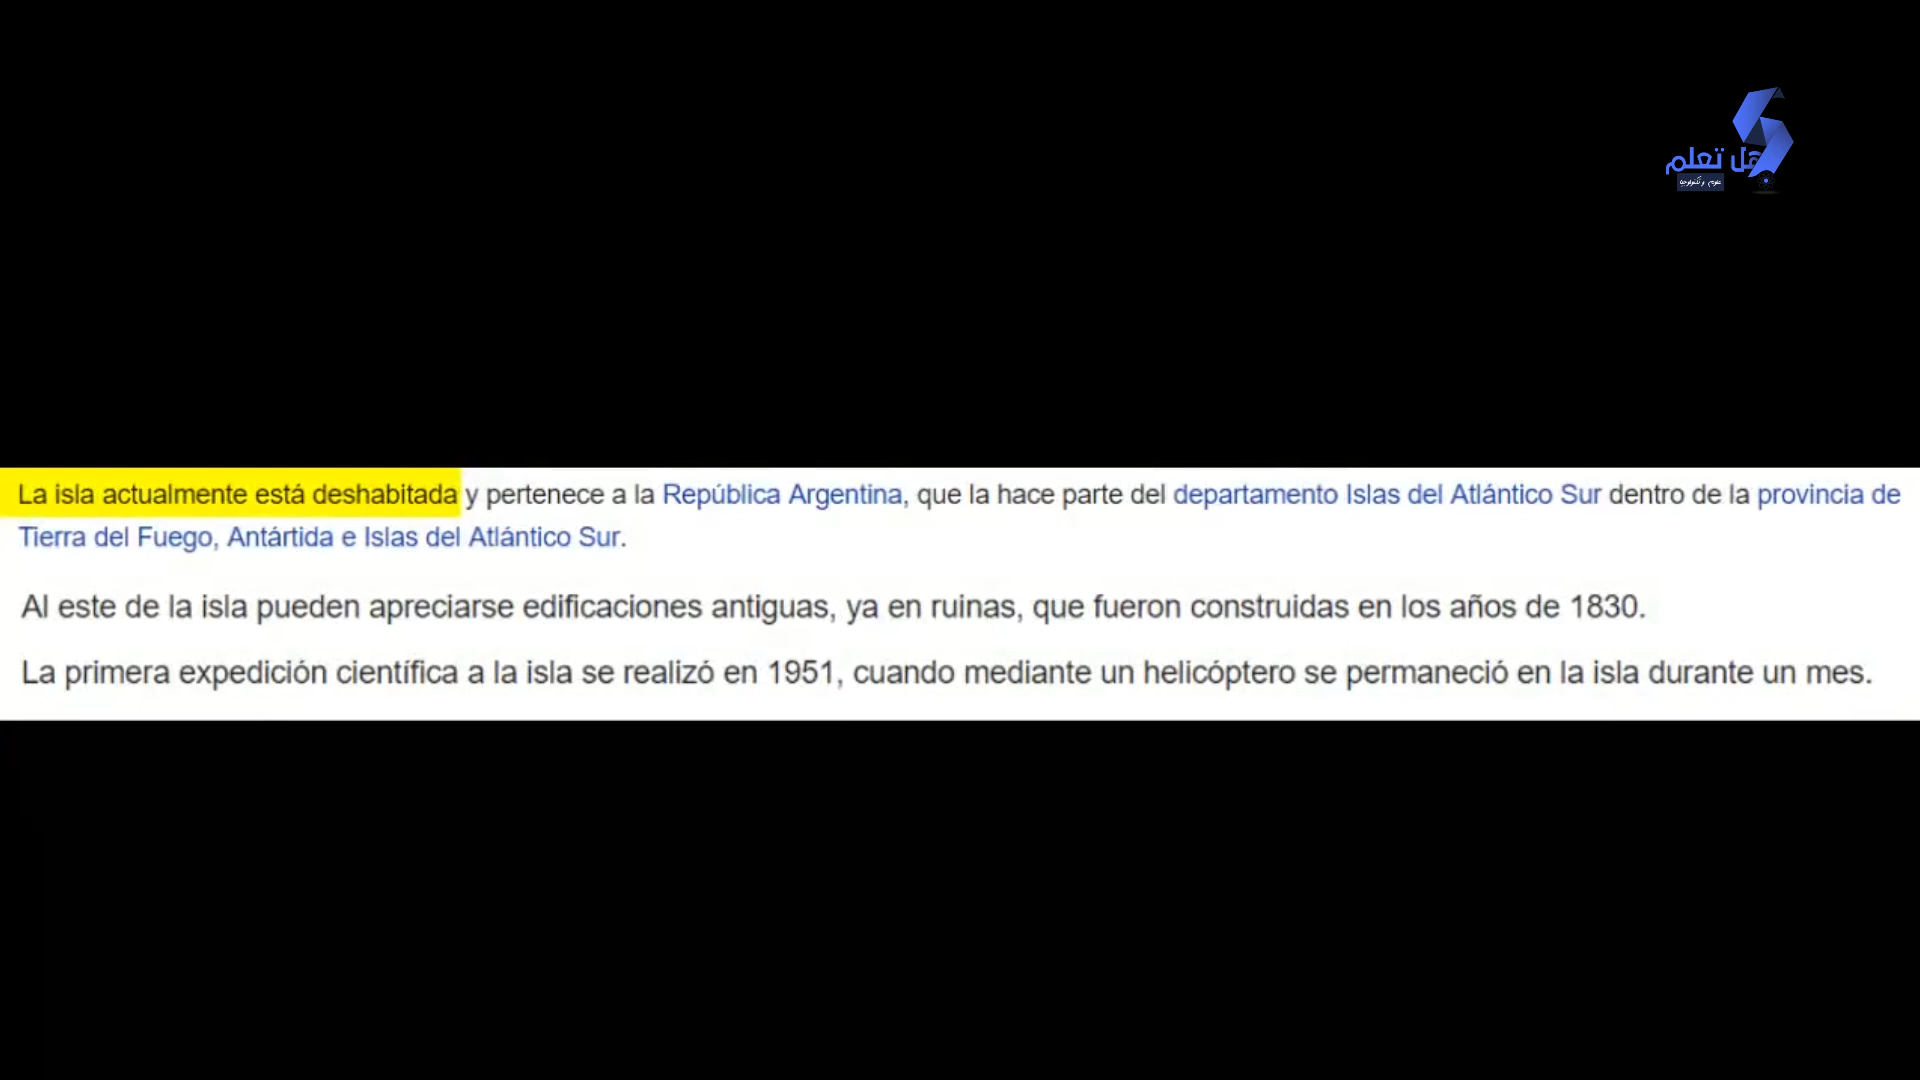 هل تعلم
علوم و تكنولوجيا
La isla actualmente está deshabitada y pertenece a la República Argentina, que la hace parte del departamento Islas del Atlántico Sur dentro de la provincia de
Tierra del Fuego, Antártida e Islas del Atlántico Sur.
Al este de la isla pueden apreciarse edificaciones antiguas, ya en ruinas, que fueron construidas en los años de 1830.
La primera expedición científica a la isla se realizó en 1951, cuando mediante un helicóptero se permaneció en la isla durante un mes.